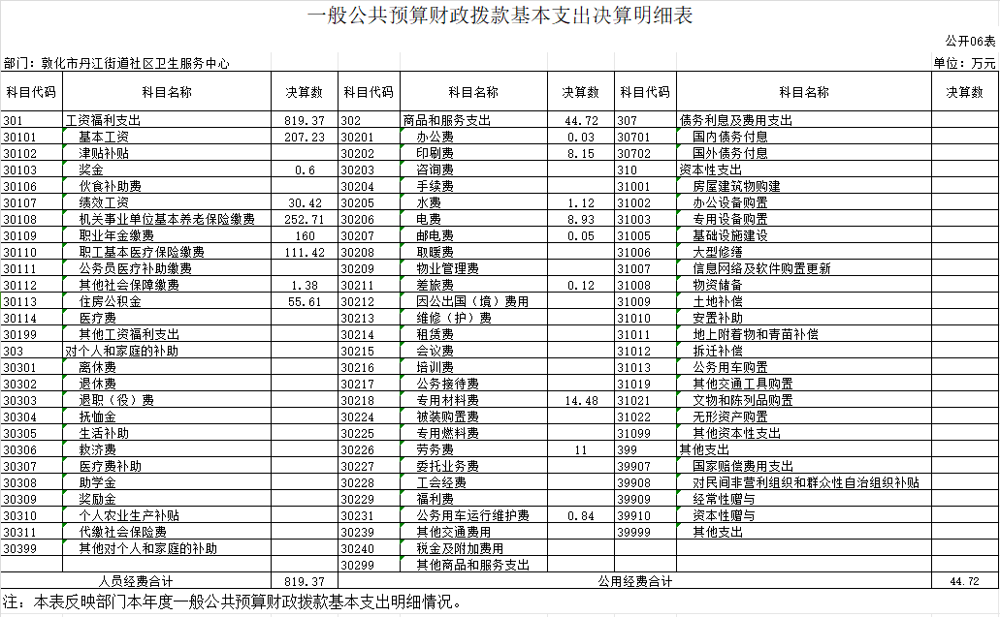 一般公共预算财政拨款基本支出决算明细表
公开06表
部门：敦化市丹江街道社区卫生服务中心 单位：万元
科目代码 科目名称 决算数 科目代码 科目名称 决算数 科目代码 科目名称 决算数
301 工资福利支出 819.37 302 商品和服务支出 44.72 307 债务利息及费用支出
30101 基本工资 207.23 30201 办公费 0.03 30701 国内债务付息
30102 津贴补贴 30202 印刷费 8.15 30702 国外债务付息
30103 奖金 0.6 30203 咨询费 310 资本性支出
30106 伙食补助费 30204 手续费 31001 房屋建筑物购建
30107 绩效工资 30.42 30205 水费 1.12 31002 办公设备购置
30108 机关事业单位基本养老保险缴费 252.71 30206 电费 8.93 31003 专用设备购置
30109 职业年金缴费 160 30207 邮电费 0.05 31005 基础设施建设
30110 职工基本医疗保险缴费 111.42 30208 取暖费 31006 大型修缮
30111 公务员医疗补助缴费 30209 物业管理费 31007 信息网络及软件购置更新
30112 其他社会保障缴费 1.38 30211 差旅费 0.12 31008 物资储备
30113 住房公积金 55.61 30212 因公出国（境）费用 31009 土地补偿
30114 医疗费 30213 维修（护）费 31010 安置补助
30199 其他工资福利支出 30214 租赁费 31011 地上附着物和青苗补偿
303 对个人和家庭的补助 30215 会议费 31012 拆迁补偿
30301 离休费 30216 培训费 31013 公务用车购置
30302 退休费 30217 公务接待费 31019 其他交通工具购置
30303 退职（役）费 30218 专用材料费 14.48 31021 文物和陈列品购置
30304 抚恤金 30224 被装购置费 31022 无形资产购置
30305 生活补助 30225 专用燃料费 31099 其他资本性支出
30306 救济费 30226 劳务费 11 399 其他支出
30307 医疗费补助 30227 委托业务费 39907 国家赔偿费用支出
30308 助学金 30228 工会经费 39908 对民间非营利组织和群众性自治组织补贴
30309 奖励金 30229 福利费 39909 经常性赠与
30310 个人农业生产补贴 30231 公务用车运行维护费 0.84 39910 资本性赠与
30311 代缴社会保险费 30239 其他交通费用 39999 其他支出
30399 其他对个人和家庭的补助 30240 税金及附加费用
30299 其他商品和服务支出
人员经费合计 819.37 公用经费合计 44.72
注：本表反映部门本年度一般公共预算财政拨款基本支出明细情况。